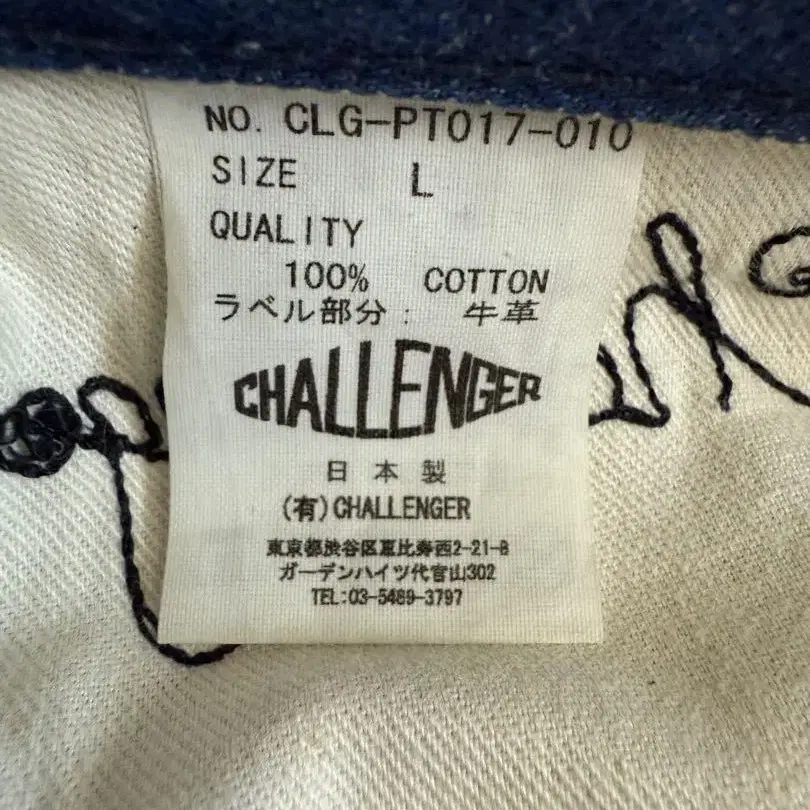 NO. CLG-PT017-010
SIZE L
QUALITY
100% COTTON
ラベル部分: 牛革
CHALLENGER
日本製
(有)CHALLENGER
東京都渋谷区恵比寿西2-21-8
ガーデンハイツ代官山302
TEL:03-5489-3797